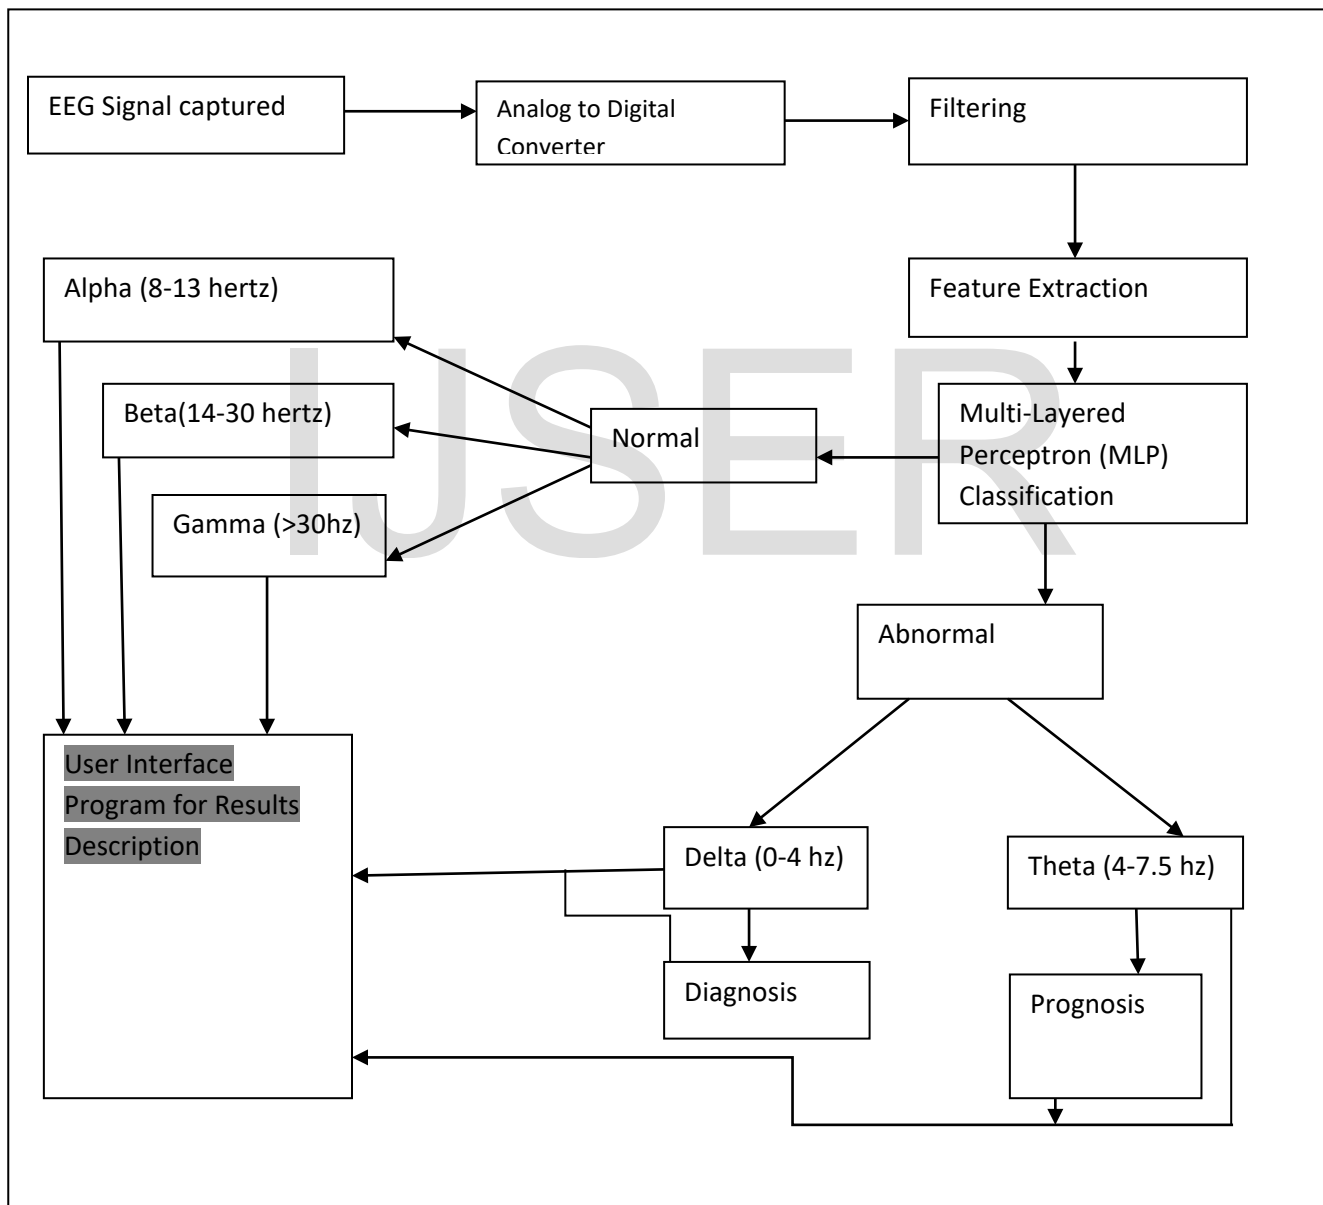 EEG Signal captured
Analog to Digital
Converter
Filtering
Alpha (8-13 hertz)
Feature Extraction
Beta(14-30 hertz)
Normal
Multi-Layered
Perceptron (MLP)
Classification
Gamma (>30hz)
IJSER
Abnormal
User Interface
Program for Results
Description
Delta (0-4 hz)
Theta (4-7.5 hz)
Diagnosis
Prognosis